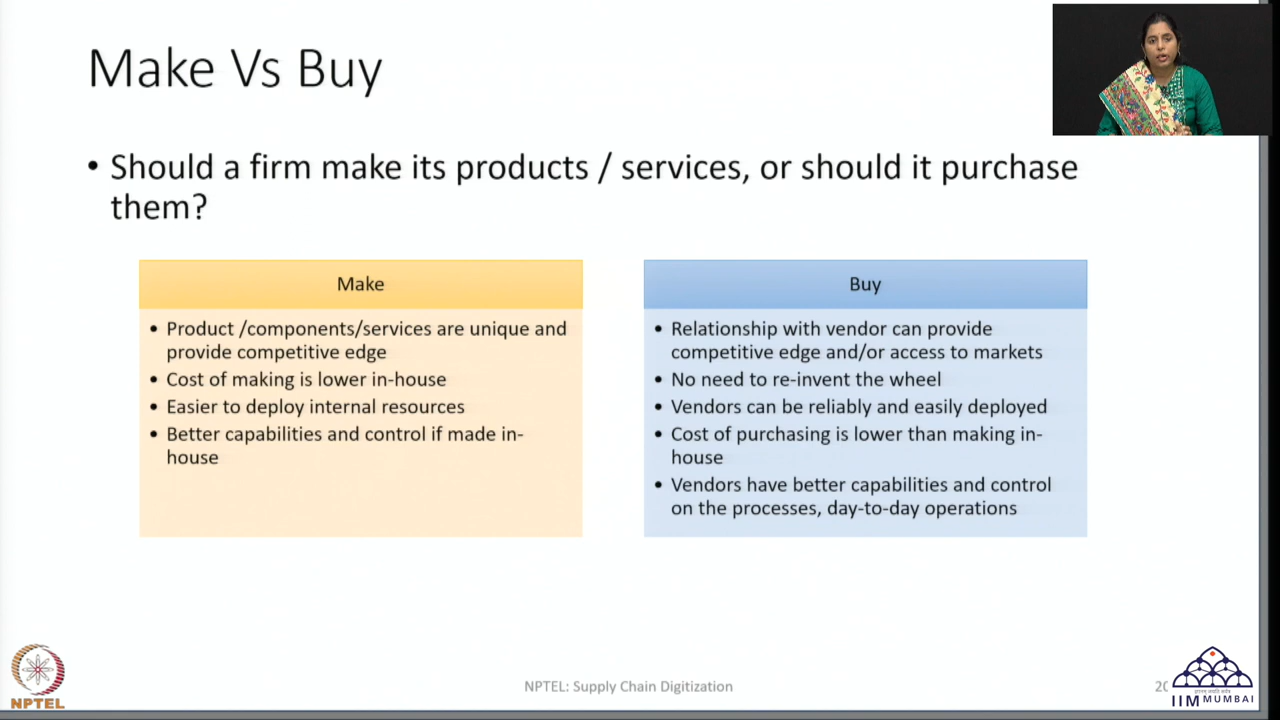 Make Vs Buy
• Should a firm make its products / services, or should it purchase
them?
Make
• Product /components/services are unique and
provide competitive edge
• Cost of making is lower in-house
• Easier to deploy internal resources
• Better capabilities and control if made in-
house
Buy
• Relationship with vendor can provide
competitive edge and/or access to markets
• No need to re-invent the wheel
• Vendors can be reliably and easily deployed
• Cost of purchasing is lower than making in-
house
• Vendors have better capabilities and control
on the processes, day-to-day operations
NPTEL
NPTEL: Supply Chain Digitization
IIM MUMBAI